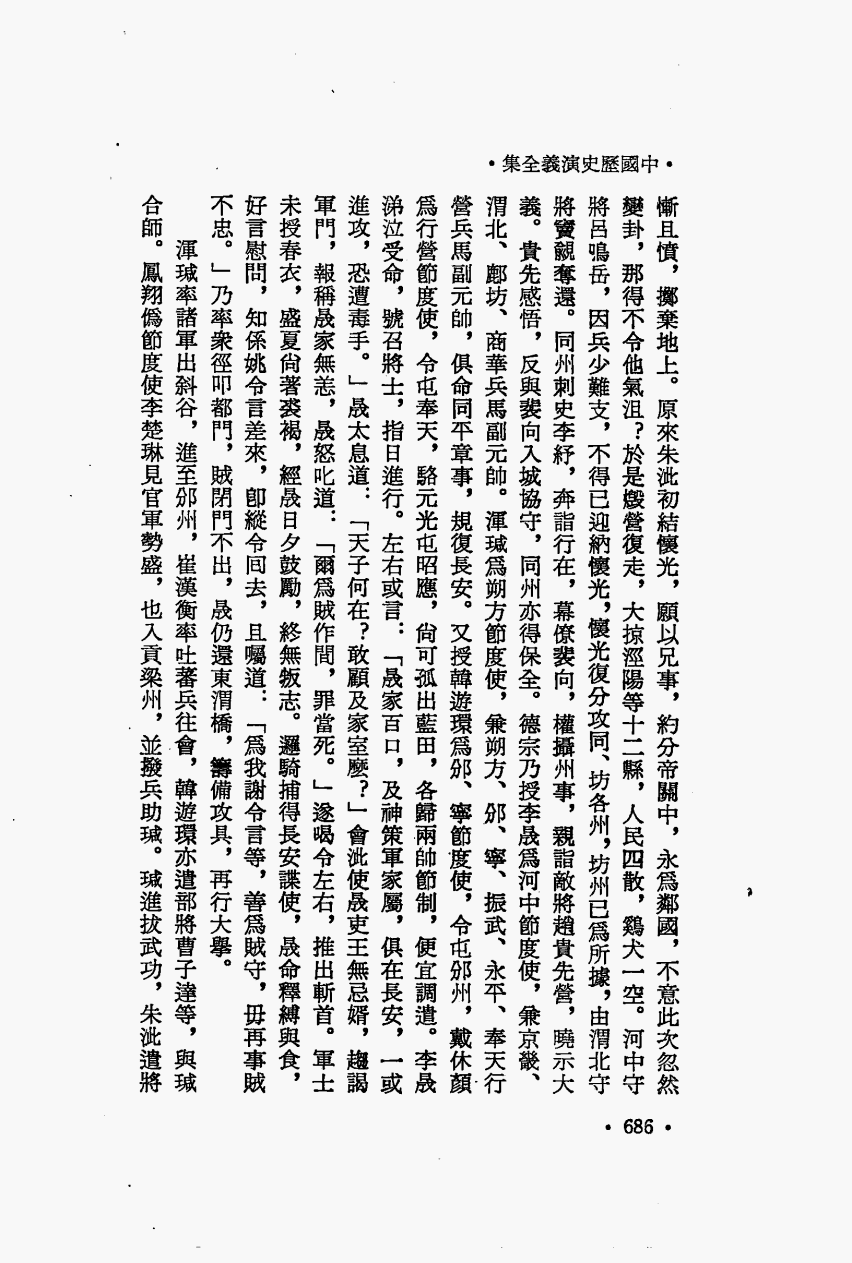 •中國歷史演義全集•
慚且憤，擲棄地上。原來朱泚初結懷光，願以兄事，約分帝關中，永爲鄰國，不意此次忽然
變卦，那得不令他氣沮？於是燬營復走，大掠涇陽等十二縣，人民四散，鷄犬一空。河中守
將呂鳴岳，因兵少難支，不得已迎納懷光，懷光復分攻同、坊各州，坊州已爲所據，由渭北守
將竇覦奪還。同州刺史李紓，奔詣行在，幕僚裴向，權攝州事，親詣敵將趙貴先營，曉示大
義。貴先感悟，反與裴向入城協守，同州亦得保全。德宗乃授李晟爲河中節度使，兼京畿、
渭北、鄜坊、商華兵馬副元帥。渾瑊爲朔方節度使，兼朔方、邠、寧、振武、永平、奉天行
營兵馬副元帥，俱命同平章事，規復長安。又授韓遊環爲邠、寧節度使，令屯邠州，戴休顏
爲行營節度使，令屯奉天，駱元光屯昭應，尚可孤出藍田，各歸兩帥節制，便宜調遣。李晟
涕泣受命，號召將士，指日進行。左右或言：「晟家百口，及神策軍家屬，俱在長安，一或
進攻，恐遭毒手。」晟太息道：「天子何在？敢顧及家室麼？」會泚使晟吏王無忌婿，趨謁
軍門，報稱晟家無恙，晟怒叱道：「爾爲賊作間，罪當死。」遂喝令左右，推出斬首。軍士
未授春衣，盛夏尙著裘褐，經晟日夕鼓勵，終無叛志。邏騎捕得長安諜使，晟命釋縛與食，
好言慰問，知係姚令言差來，卽縱令回去，且囑道：「爲我謝令言等，善爲賊守，毋再事賊
不忠。」乃率衆徑叩都門，賊閉門不出，晟仍還東渭橋，籌備攻具，再行大擧。
渾瑊率諸軍出斜谷，進至邠州，崔漢衡率吐蕃兵往會，韓遊環亦遣部將曹子達等，與瑊
合師。鳳翔僞節度使李楚琳見官軍勢盛，也入貢梁州，並撥兵助瑊。瑊進拔武功，朱泚遣將
•686•